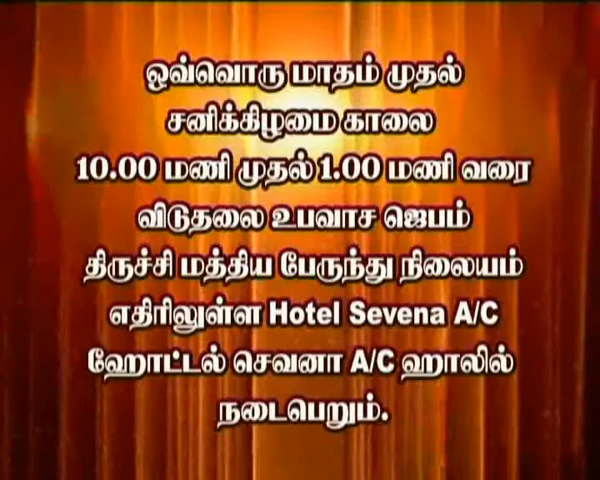 ஒவ்வொரு மாதம் முதல்
சனிக்கிழமை காலை
10.00 மணி முதல் 1.00 மணி வரை
விடுதலை உபவாச ஜெபம்
திருச்சி மத்திய பேருந்து நிலையம்
எதிரிலுள்ள Hotel Sevena A/C
ஹோட்டல் செவனா A/C ஹாலில்
நடைபெறும்.